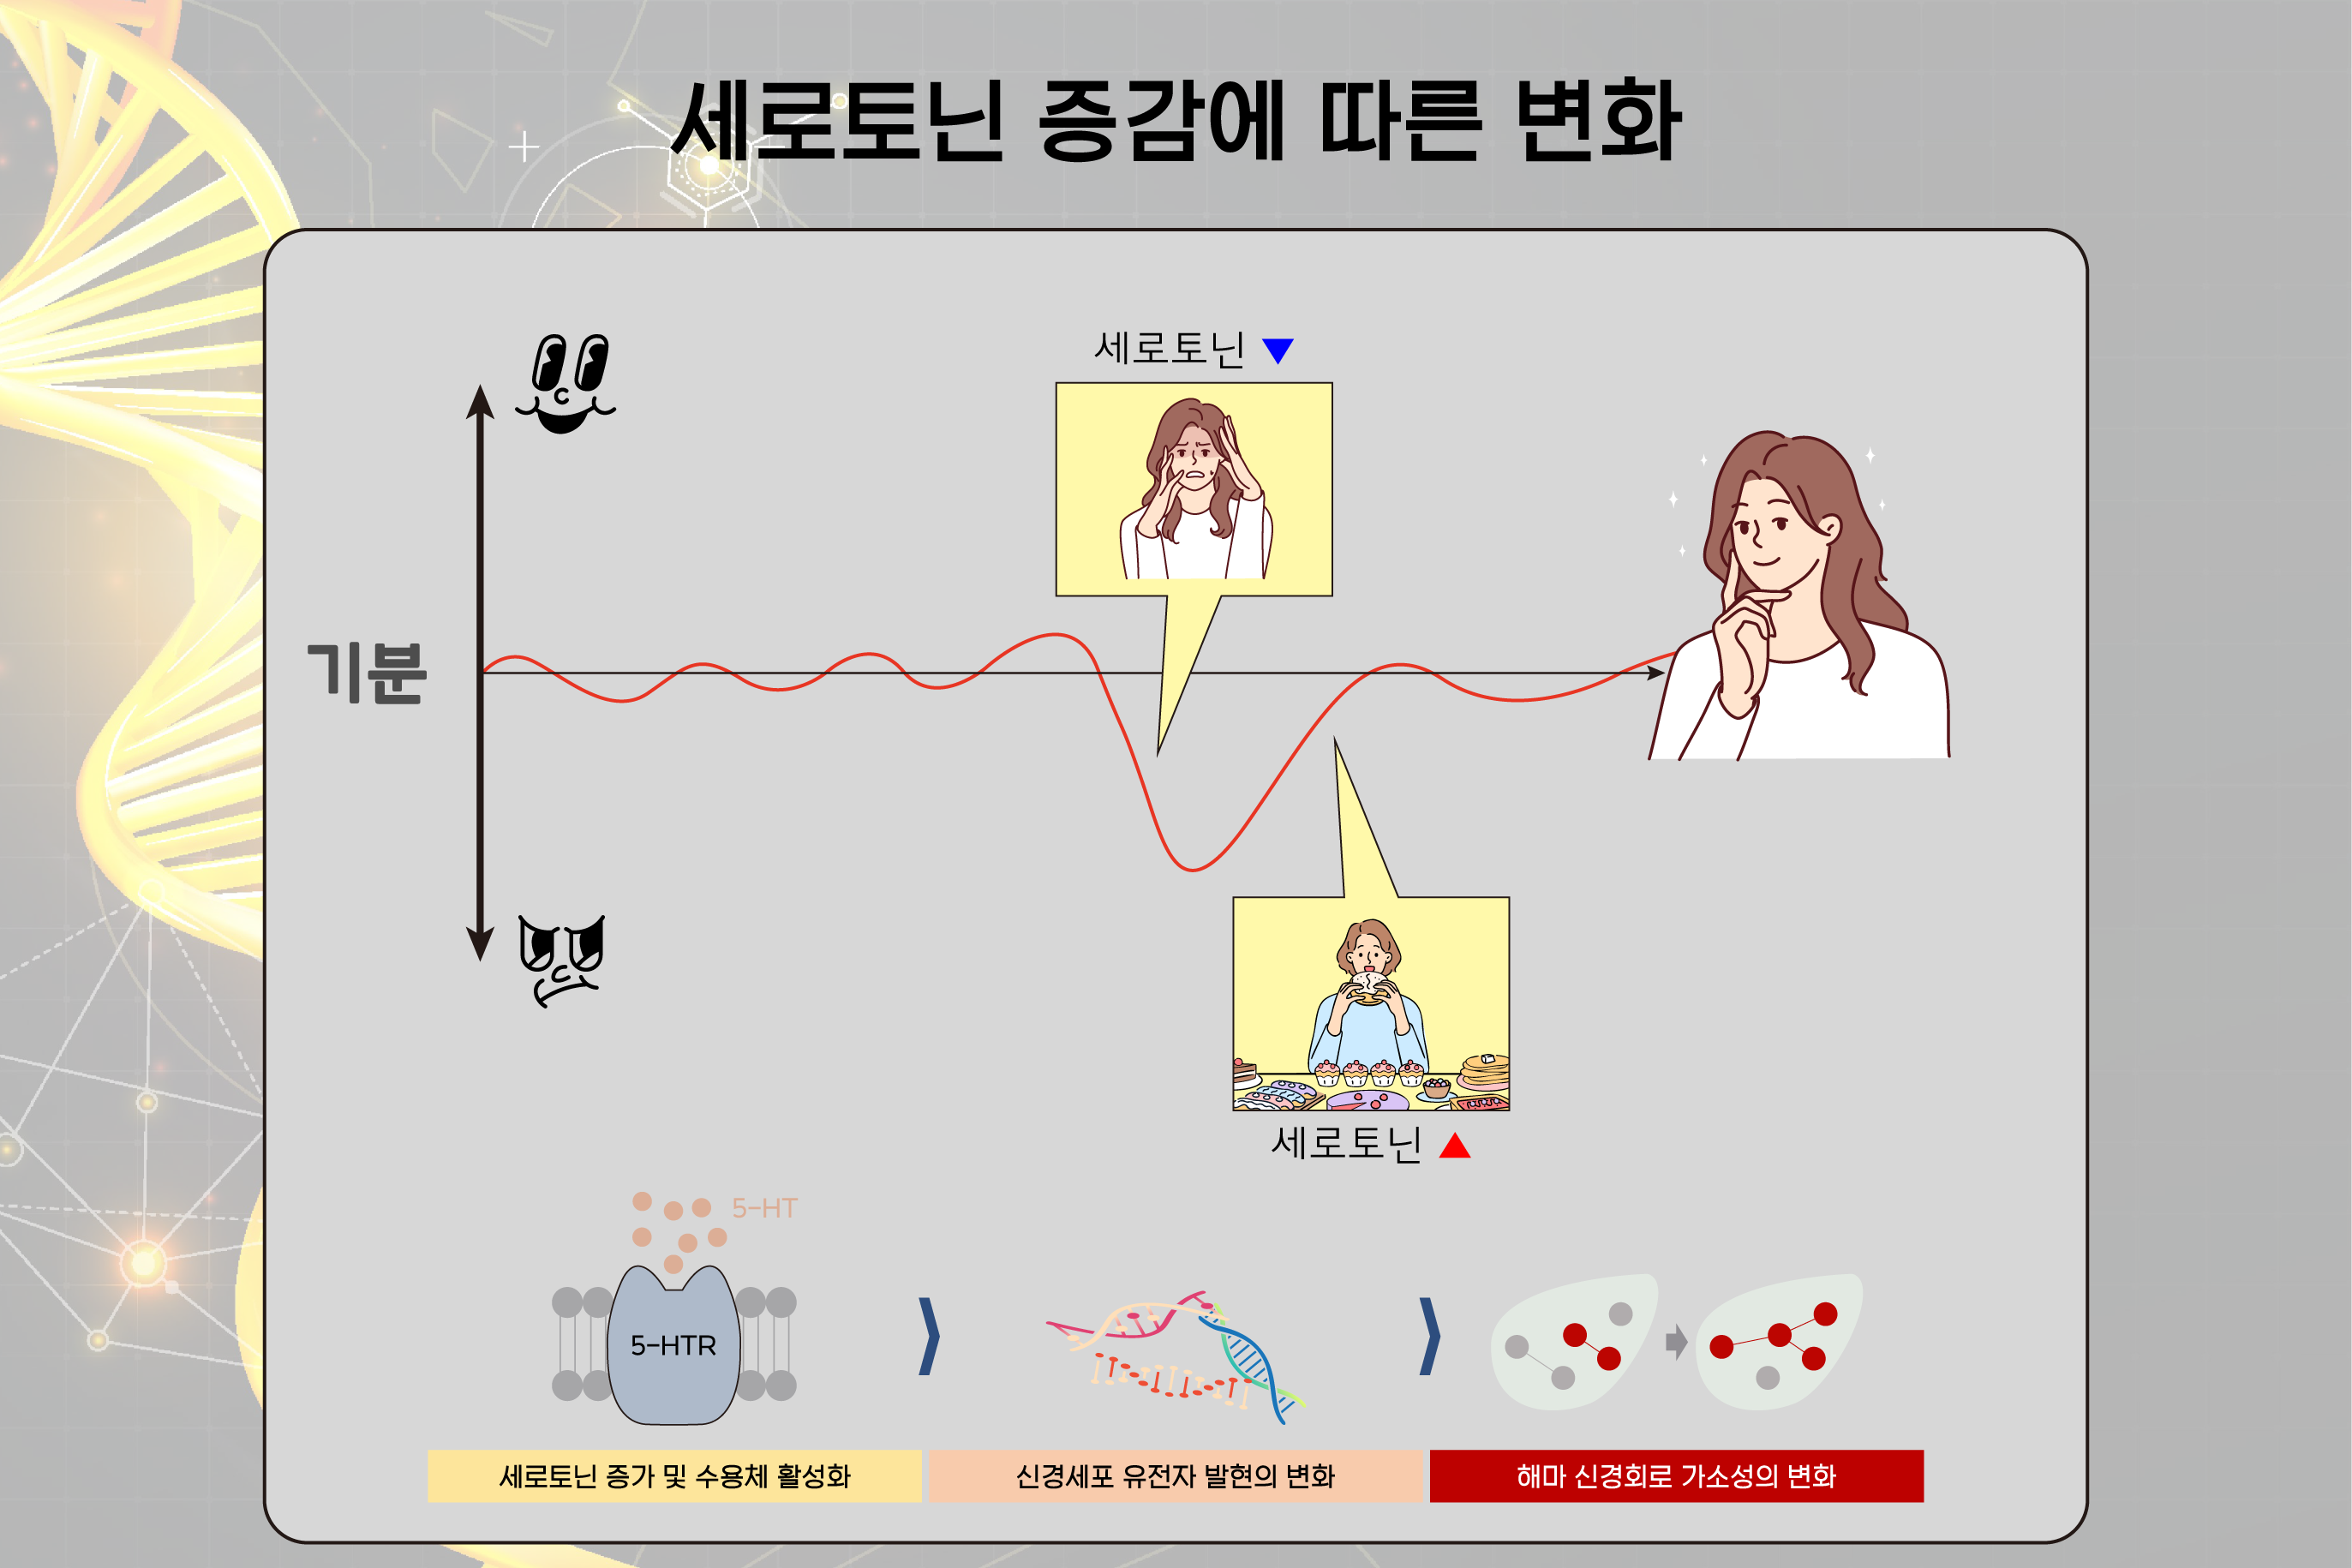 세로토닌 증감에 따른 변화
세로토닌 ▼
기분
세로토닌 ▲
5-HT
5-HTR
세로토닌 증가 및 수용체 활성화
신경세포 유전자 발현의 변화
해마 신경회로 가소성의 변화